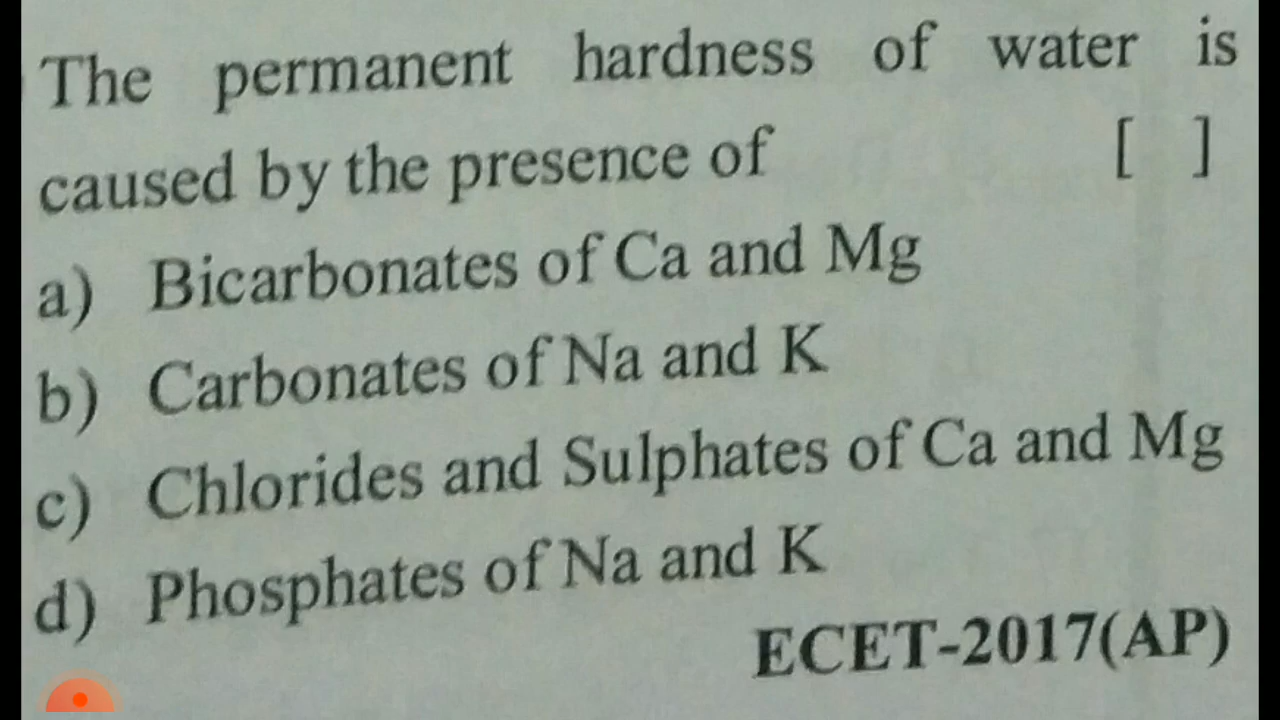 The permanent hardness of water is
caused by the presence of [ ]
a) Bicarbonates of Ca and Mg
b) Carbonates of Na and K
c) Chlorides and Sulphates of Ca and Mg
d) Phosphates of Na and K
ECET-2017(AP)